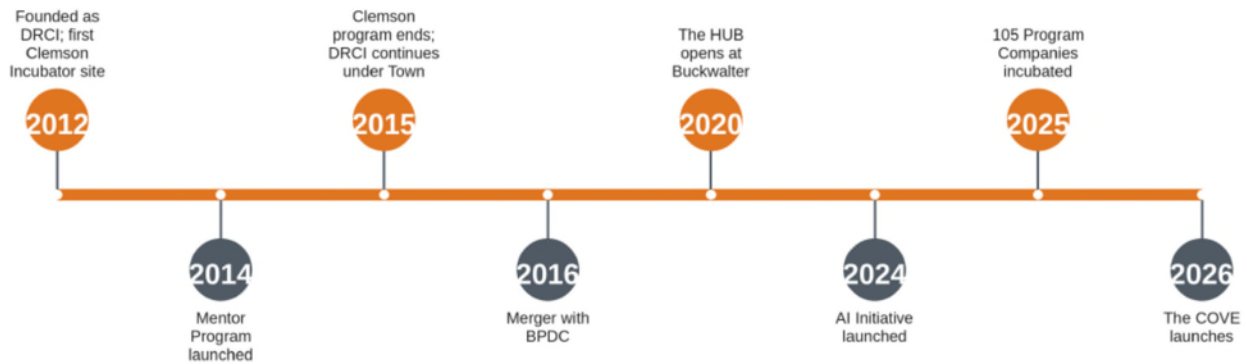 Founded as
DRCI; first
Clemson
Incubator site
2012
Mentor
Program
launched
2014
Clemson
program ends;
DRCI continues
under Town
2015
2016
Merger with
BPDC
The HUB
opens at
Buckwalter
2020
2024
AI Initiative
launched
105 Program
Companies
incubated
2025
2026
The COVE
launches